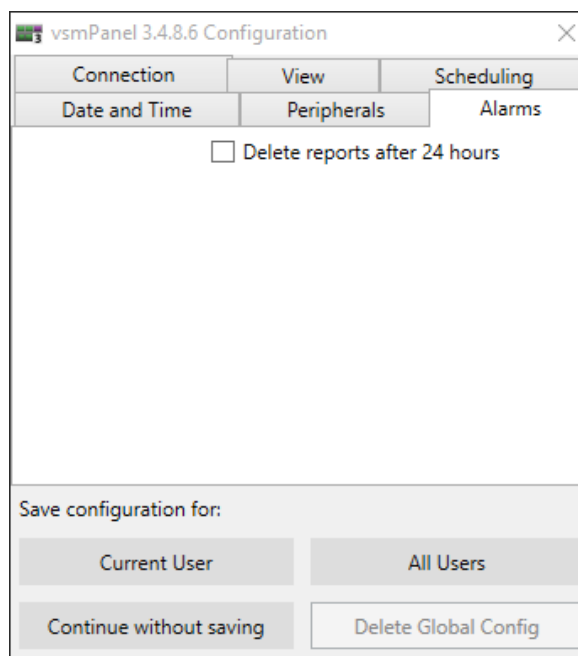 vsmPanel 3.4.8.6 Configuration
Connection View Scheduling
Date and Time Peripherals Alarms
Delete reports after 24 hours
Save configuration for:
Current User All Users
Continue without saving Delete Global Config